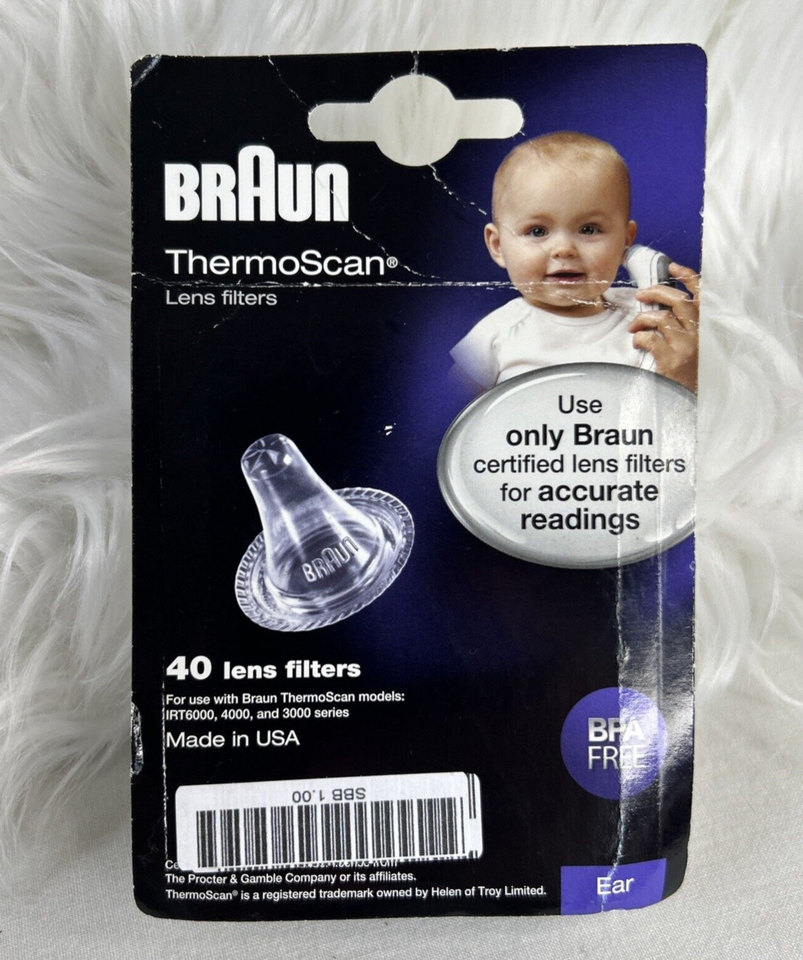 BRAUN
ThermoScan®
Lens filters
Use
only Braun
certified lens filters
for accurate
readings
BRAUN
40 lens filters
For use with Braun ThermoScan models:
IRT6000, 4000, and 3000 series
Made in USA
BPA
FREE
SBB 1.00
The Procter & Gamble Company or its affiliates.
ThermoScan® is a registered trademark owned by Helen of Troy Limited.
Ear